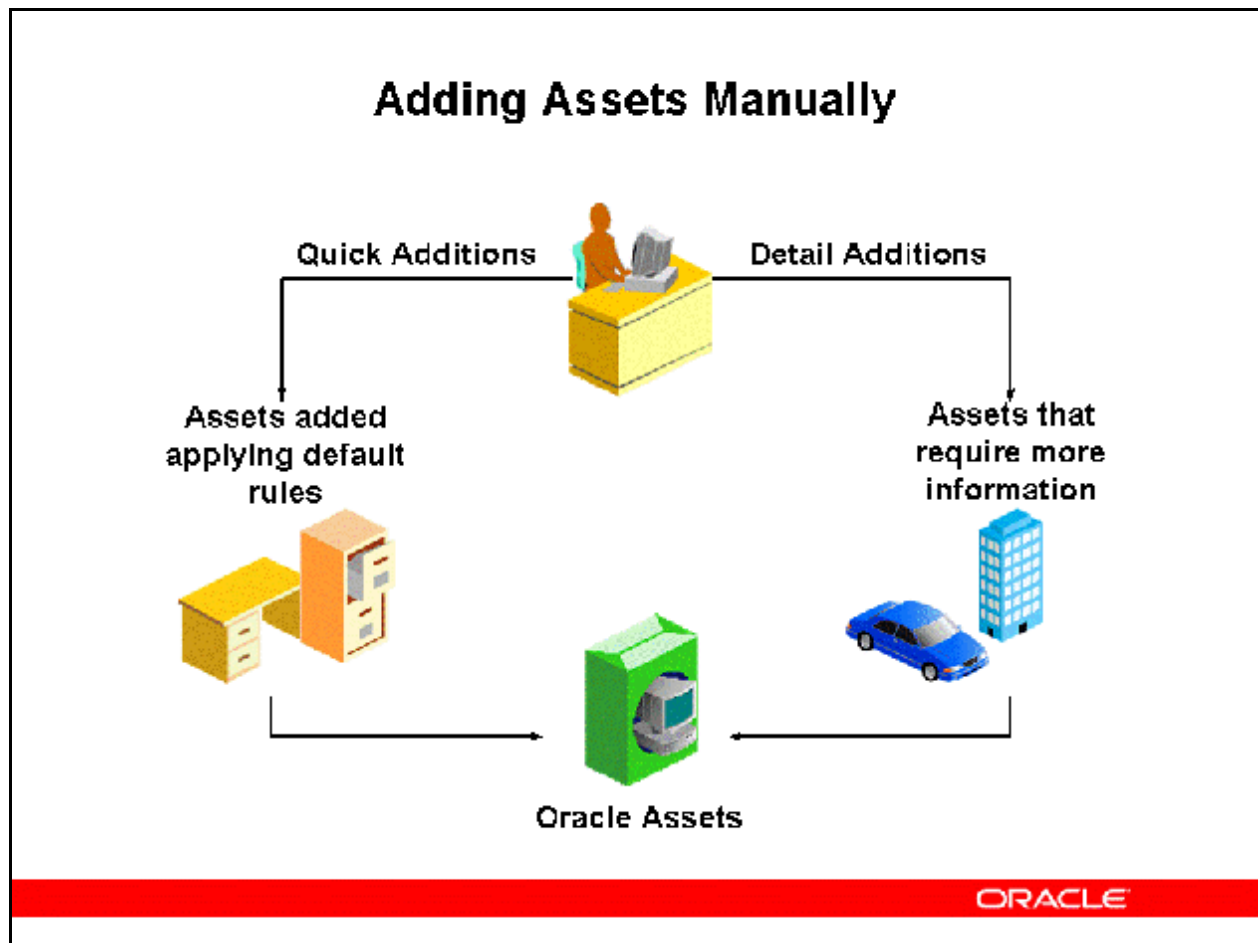 Adding Assets Manually
Quick Additions
Detail Additions
Assets added
applying default
rules
Assets that
require more
information
Oracle Assets
ORACLE